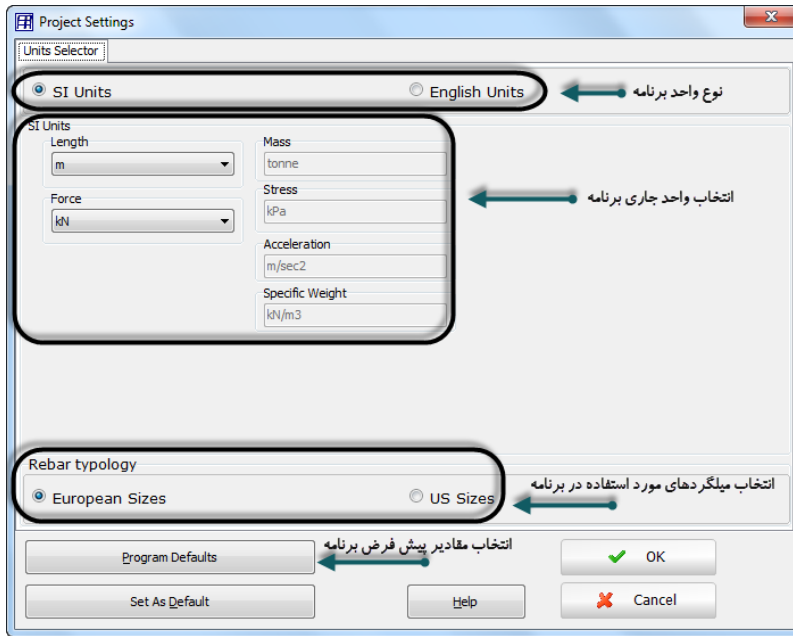 Project Settings
Units Selector
SI Units
English Units
نوع واحد برنامه
SI Units
Length
m
Mass
tonne
Force
kN
Stress
kPa
انتخاب واحد جاری برنامه
Acceleration
m/sec2
Specific Weight
kN/m3
Rebar typology
European Sizes
US Sizes
انتخاب میلگردهای مورد استفاده در برنامه
Program Defaults
انتخاب مقادیر پیش فرض برنامه
OK
Set As Default
Help
Cancel